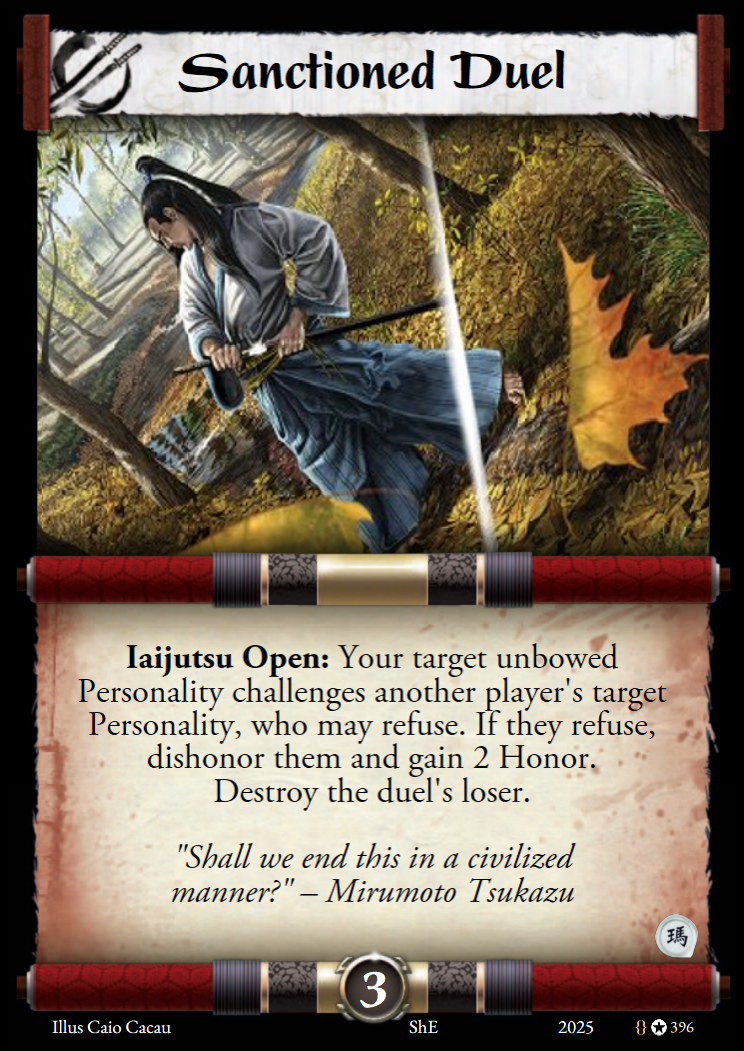 Sanctioned Duel
Iaijutsu Open: Your target unbowed
Personality challenges another player's target
Personality, who may refuse. If they refuse,
dishonor them and gain 2 Honor.
Destroy the duel's loser.
"Shall we end this in a civilized
manner?" – Mirumoto Tsukazu
瑪
3
Illus Caio Cacau ShE 2025 {} ✪ 396